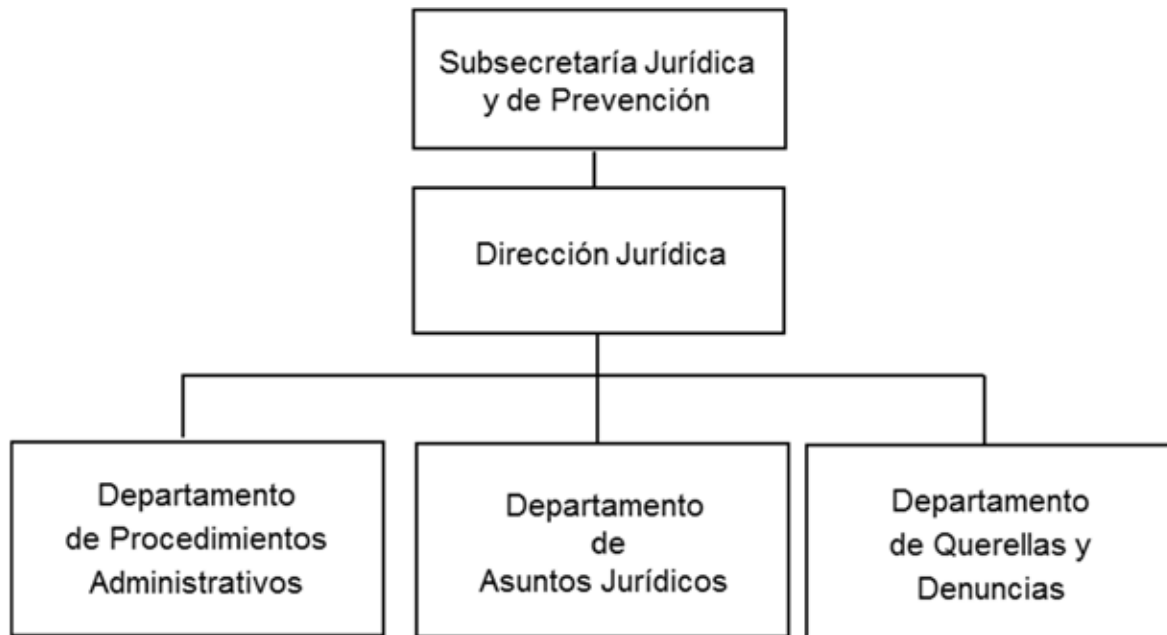 Subsecretaría Jurídica
y de Prevención
Dirección Jurídica
Departamento
de Procedimientos
Administrativos
Departamento
de
Asuntos Jurídicos
Departamento
de Querellas y
Denuncias